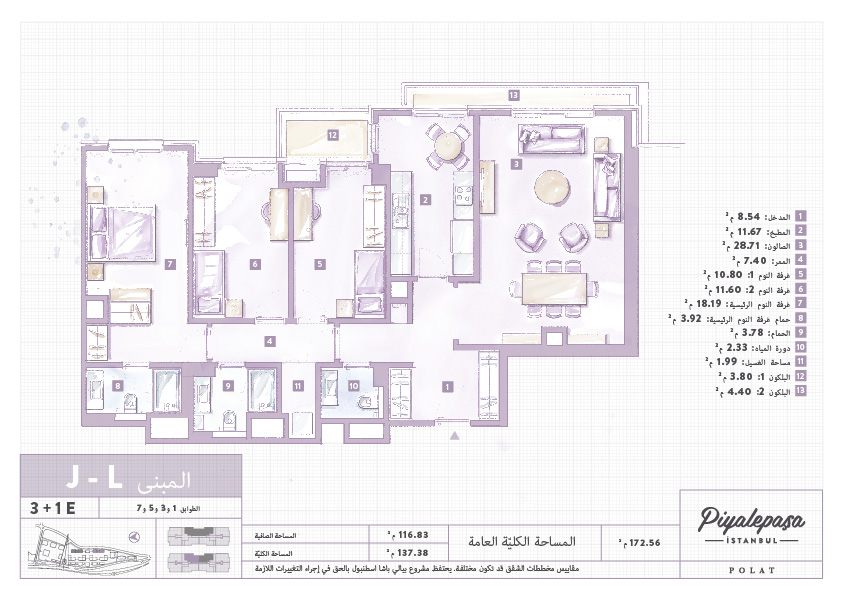 13
12
3
2
7
6
5
4
8
9
11
10
1
المدخل: 8.54 م² 1
المطبخ: 11.67 م² 2
الصالون: 28.71 م² 3
الممر: 7.40 م² 4
غرفة النوم 1: 10.80 م² 5
غرفة النوم 2: 11.60 م² 6
غرفة النوم الرئيسية: 18.19 م² 7
حمام غرفة النوم الرئيسية: 3.92 م² 8
الحمام: 3.78 م² 9
دورة المياه: 2.33 م² 10
مساحة الغسيل: 1.99 م² 11
البلكون 1: 3.80 م² 12
البلكون 2: 4.40 م² 13
المبنى J - L
3+1E
الطوابق 1 و3 و5 و7
المساحة الصافية
116.83 م²
المساحة الكليّة
137.38 م²
المساحة الكليّة العامة
172.56 م²
مقاييس مخططات الشقق قد تكون مختلفة. يحتفظ مشروع بيالي باشا اسطنبول بالحق في إجراء التغييرات اللازمة
Piyalepaşa
İSTANBUL
POLAT